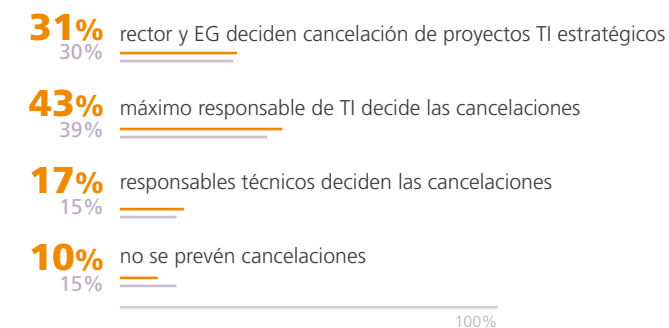 31% rector y EG deciden cancelación de proyectos TI estratégicos
30%
43% máximo responsable de TI decide las cancelaciones
39%
17% responsables técnicos deciden las cancelaciones
15%
10% no se prevén cancelaciones
15%
100%